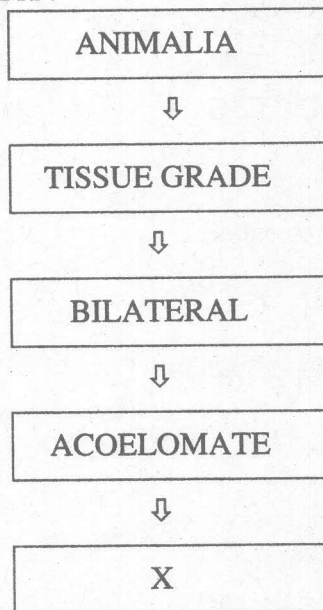 ANIMALIA
⇩
TISSUE GRADE
⇩
BILATERAL
⇩
ACOELOMATE
⇩
X